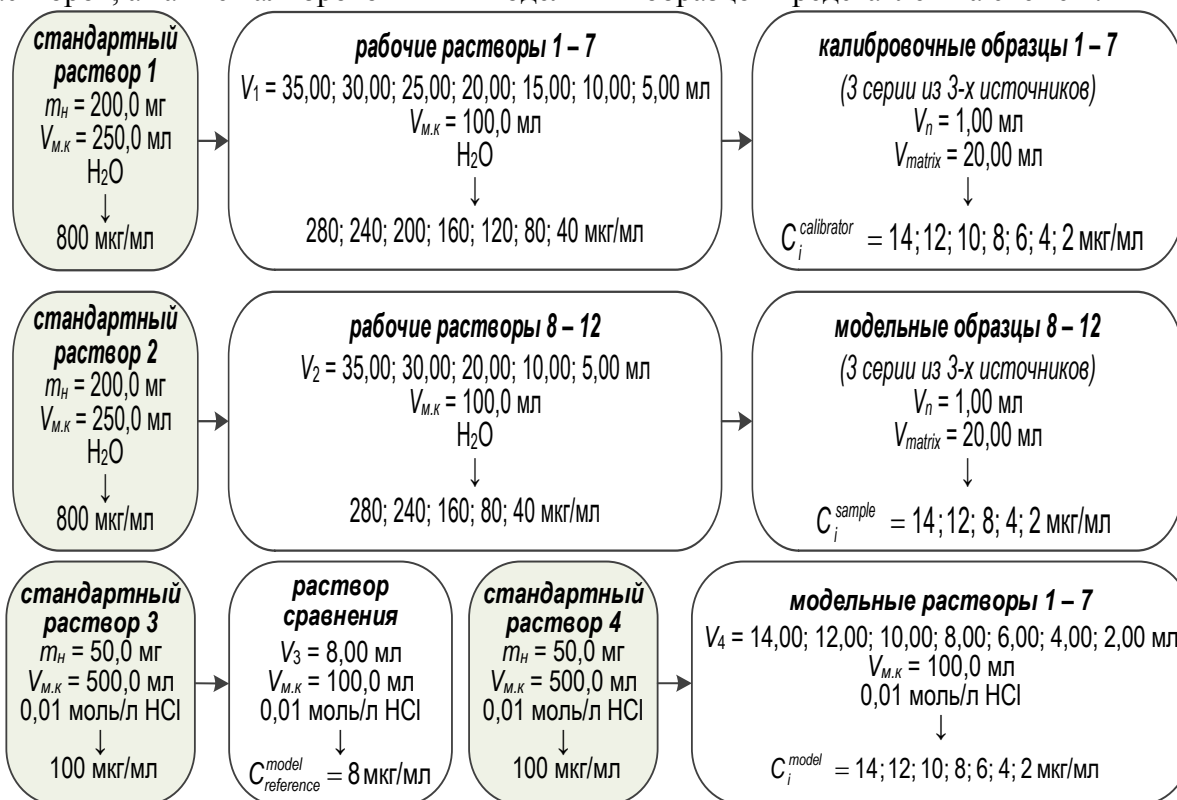 стандартный
раствор 1
mн = 200,0 мг
Vм.к = 250,0 мл
H2O
↓
800 мкг/мл
рабочие растворы 1 – 7
V1 = 35,00; 30,00; 25,00; 20,00; 15,00; 10,00; 5,00 мл
Vм.к = 100,0 мл
H2O
↓
280; 240; 200; 160; 120; 80; 40 мкг/мл
калибровочные образцы 1 – 7
(3 серии из 3-х источников)
Vn = 1,00 мл
Vmatrix = 20,00 мл
↓
Ci calibrator = 14; 12; 10; 8; 6; 4; 2 мкг/мл
стандартный
раствор 2
mн = 200,0 мг
Vм.к = 250,0 мл
H2O
↓
800 мкг/мл
рабочие растворы 8 – 12
V2 = 35,00; 30,00; 20,00; 10,00; 5,00 мл
Vм.к = 100,0 мл
H2O
↓
280; 240; 160; 80; 40 мкг/мл
модельные образцы 8 – 12
(3 серии из 3-х источников)
Vn = 1,00 мл
Vmatrix = 20,00 мл
↓
Ci sample = 14; 12; 8; 4; 2 мкг/мл
стандартный
раствор 3
mн = 50,0 мг
Vм.к = 500,0 мл
0,01 моль/л HCl
↓
100 мкг/мл
раствор
сравнения
V3 = 8,00 мл
Vм.к = 100,0 мл
0,01 моль/л HCl
↓
Creference model = 8 мкг/мл
стандартный
раствор 4
mн = 50,0 мг
Vм.к = 500,0 мл
0,01 моль/л HCl
↓
100 мкг/мл
модельные растворы 1 – 7
V4 = 14,00; 12,00; 10,00; 8,00; 6,00; 4,00; 2,00 мл
Vм.к = 100,0 мл
0,01 моль/л HCl
↓
Ci model = 14; 12; 10; 8; 6; 4; 2 мкг/мл